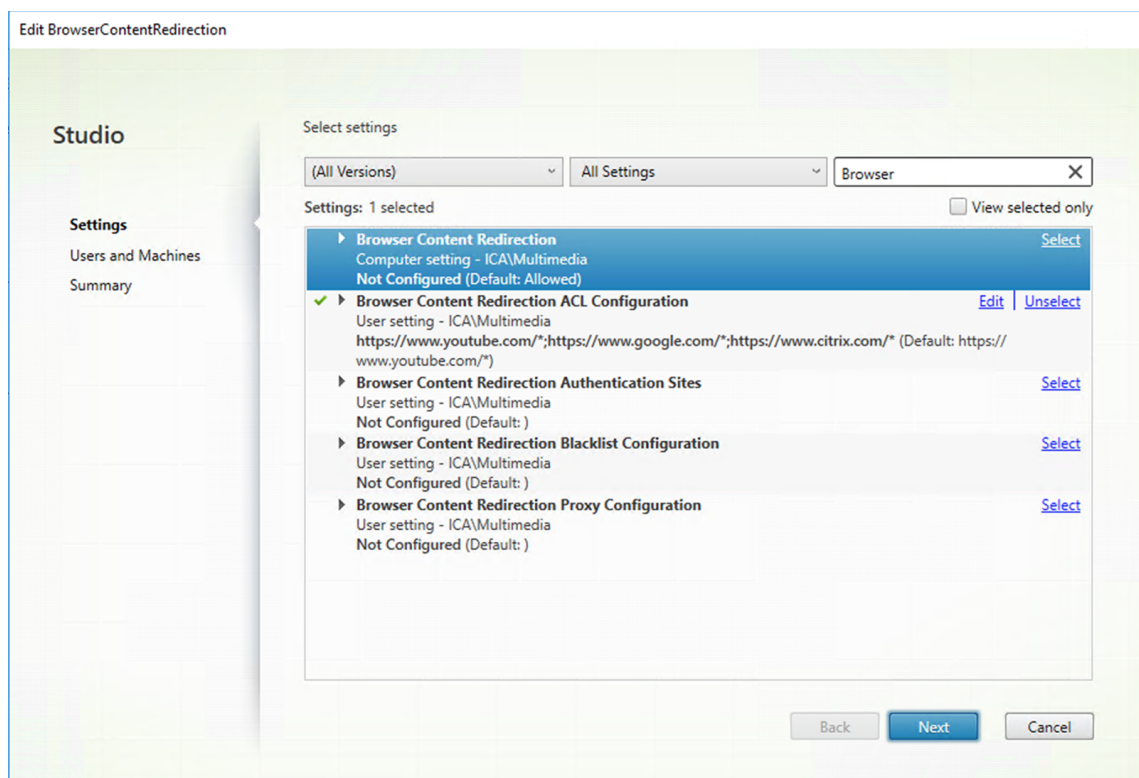 Edit BrowserContentRedirection
Studio
Settings
Users and Machines
Summary
Select settings
(All Versions)
All Settings
Browser
Settings: 1 selected
View selected only
Browser Content Redirection
Select
Computer setting - ICA\Multimedia
Not Configured (Default: Allowed)
Browser Content Redirection ACL Configuration
Edit | Unselect
User setting - ICA\Multimedia
https://www.youtube.com/*;https://www.google.com/*;https://www.citrix.com/* (Default: https://
www.youtube.com/*)
Browser Content Redirection Authentication Sites
Select
User setting - ICA\Multimedia
Not Configured (Default: )
Browser Content Redirection Blacklist Configuration
Select
User setting - ICA\Multimedia
Not Configured (Default: )
Browser Content Redirection Proxy Configuration
Select
User setting - ICA\Multimedia
Not Configured (Default: )
Back
Next
Cancel